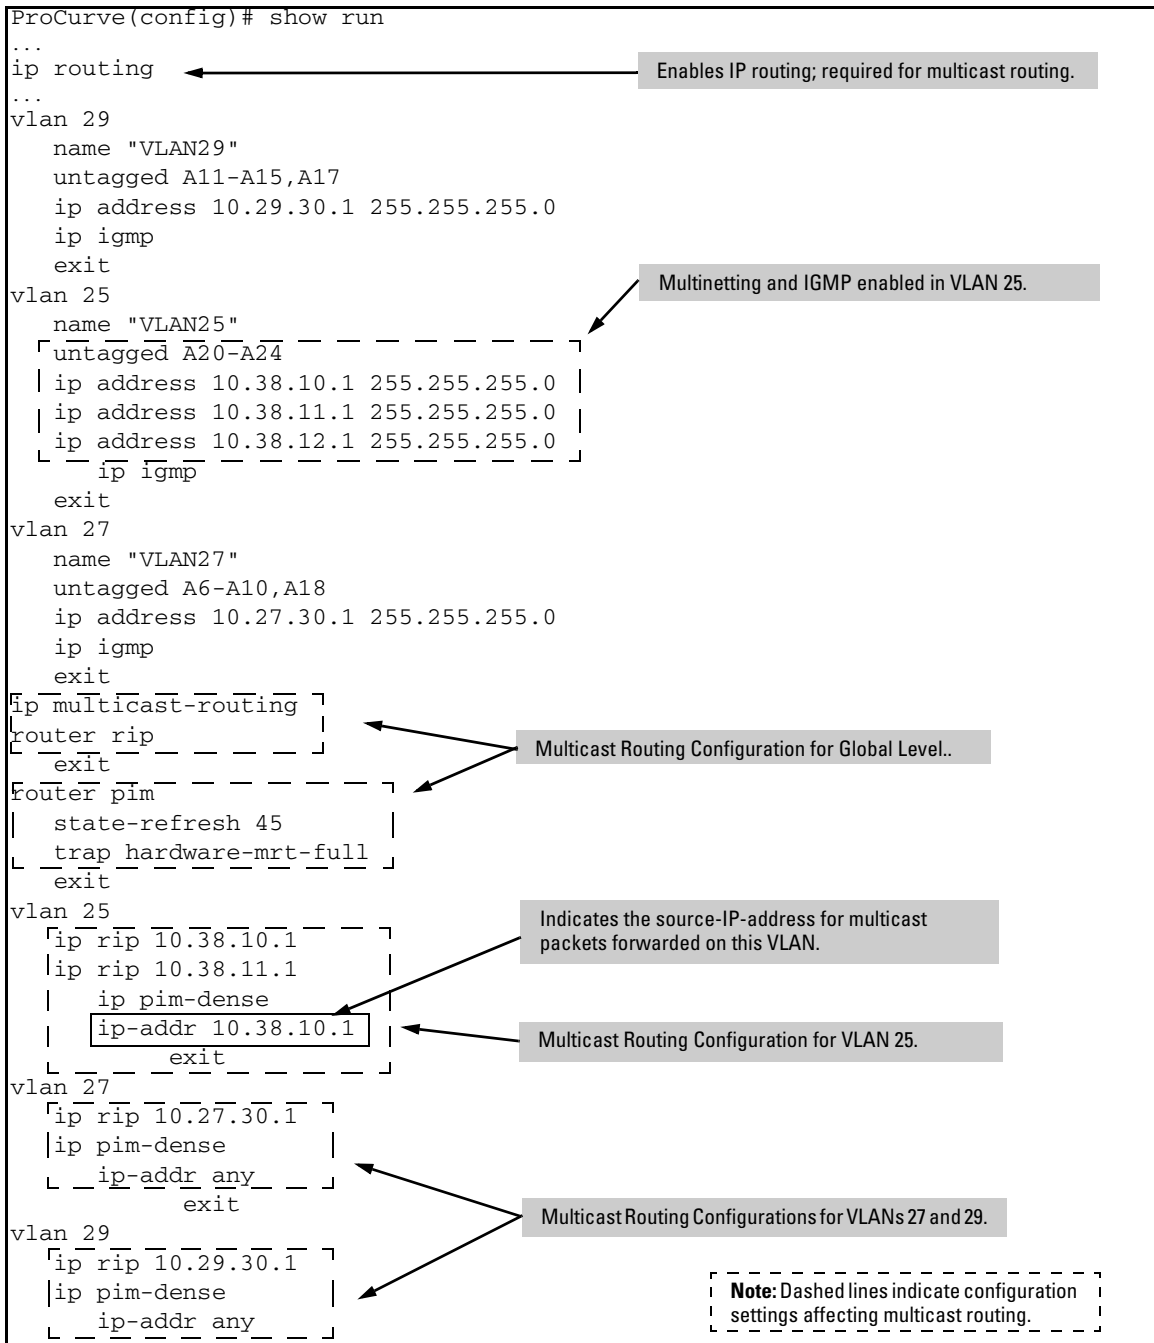 ProCurve(config)# show run
...
ip routing
Enables IP routing; required for multicast routing.
...
vlan 29
name "VLAN29"
untagged A11-A15,A17
ip address 10.29.30.1 255.255.255.0
ip igmp
exit
Multinetting and IGMP enabled in VLAN 25.
vlan 25
name "VLAN25"
untagged A20-A24
ip address 10.38.10.1 255.255.255.0
ip address 10.38.11.1 255.255.255.0
ip address 10.38.12.1 255.255.255.0
ip igmp
exit
vlan 27
name "VLAN27"
untagged A6-A10,A18
ip address 10.27.30.1 255.255.255.0
ip igmp
exit
ip multicast-routing
router rip
Multicast Routing Configuration for Global Level..
exit
router pim
state-refresh 45
trap hardware-mrt-full
exit
vlan 25
Indicates the source-IP-address for multicast
packets forwarded on this VLAN.
ip rip 10.38.10.1
ip rip 10.38.11.1
ip pim-dense
ip-addr 10.38.10.1
Multicast Routing Configuration for VLAN 25.
exit
vlan 27
ip rip 10.27.30.1
ip pim-dense
ip-addr any
exit
Multicast Routing Configurations for VLANs 27 and 29.
vlan 29
ip rip 10.29.30.1
ip pim-dense
ip-addr any
Note: Dashed lines indicate configuration
settings affecting multicast routing.